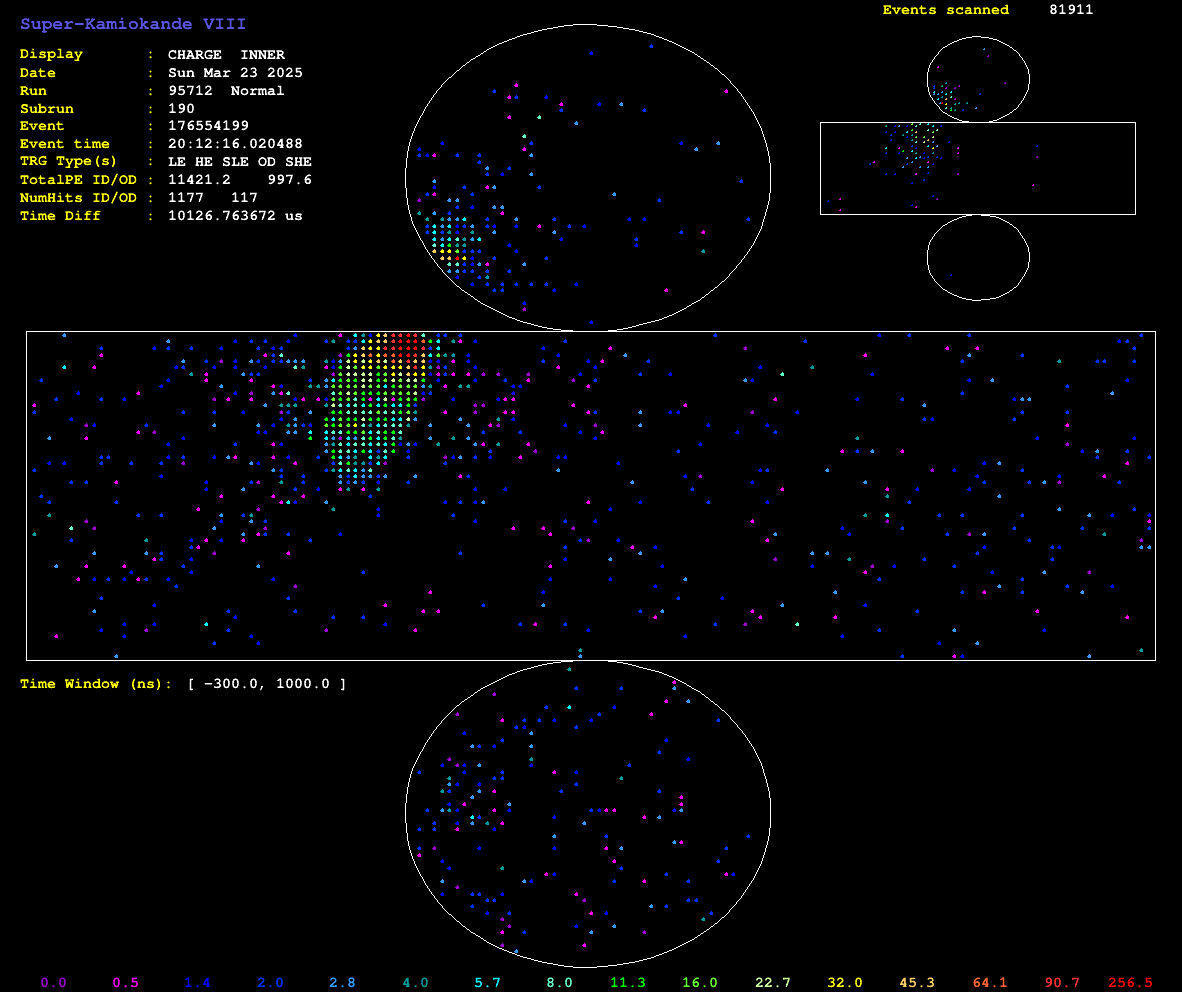 Super-Kamiokande VIII
Events scanned 81911
Display : CHARGE INNER
Date : Sun Mar 23 2025
Run : 95712 Normal
Subrun : 190
Event : 176554199
Event time : 20:12:16.020488
TRG Type(s) : LE HE SLE OD SHE
TotalPE ID/OD : 11421.2 997.6
NumHits ID/OD : 1177 117
Time Diff : 10126.763672 us
Time Window (ns): [ −300.0, 1000.0 ]
0.0 0.5 1.4 2.0 2.8 4.0 5.7 8.0 11.3 16.0 22.7 32.0 45.3 64.1 90.7 256.5